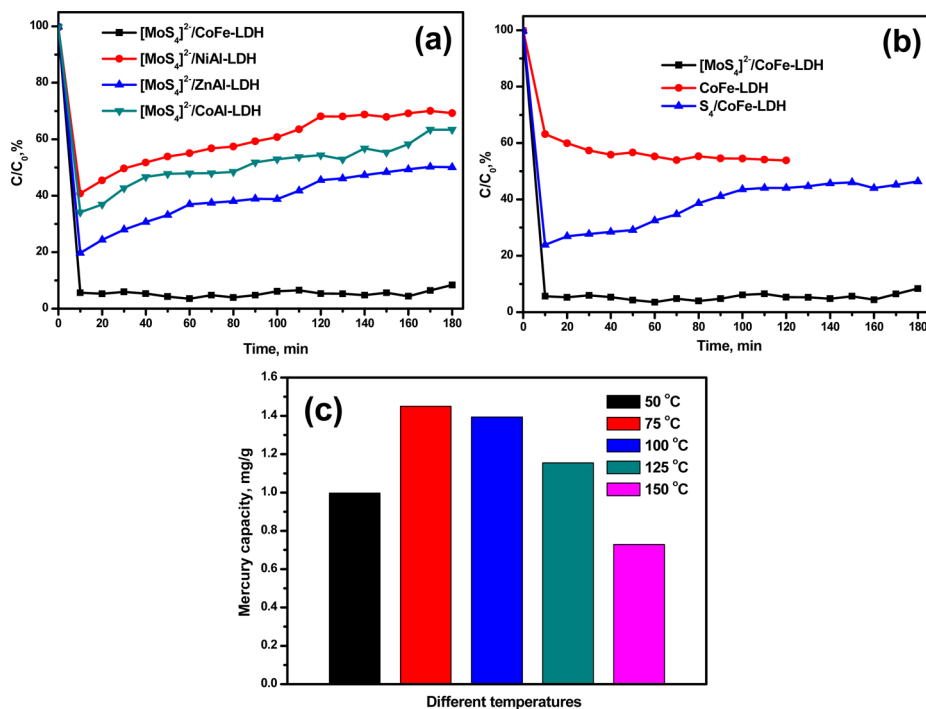 (a)
[MoS₄]²⁻/CoFe-LDH
[MoS₄]²⁻/NiAl-LDH
[MoS₄]²⁻/ZnAl-LDH
[MoS₄]²⁻/CoAl-LDH
C/C₀, %
100
80
60
40
20
0
0 20 40 60 80 100 120 140 160 180
Time, min
(b)
[MoS₄]²⁻/CoFe-LDH
CoFe-LDH
S₄/CoFe-LDH
C/C₀, %
100
80
60
40
20
0
0 20 40 60 80 100 120 140 160 180
Time, min
(c)
50 °C
75 °C
100 °C
125 °C
150 °C
Mercury capacity, mg/g
1.6
1.4
1.2
1.0
0.8
0.6
0.4
0.2
0.0
Different temperatures